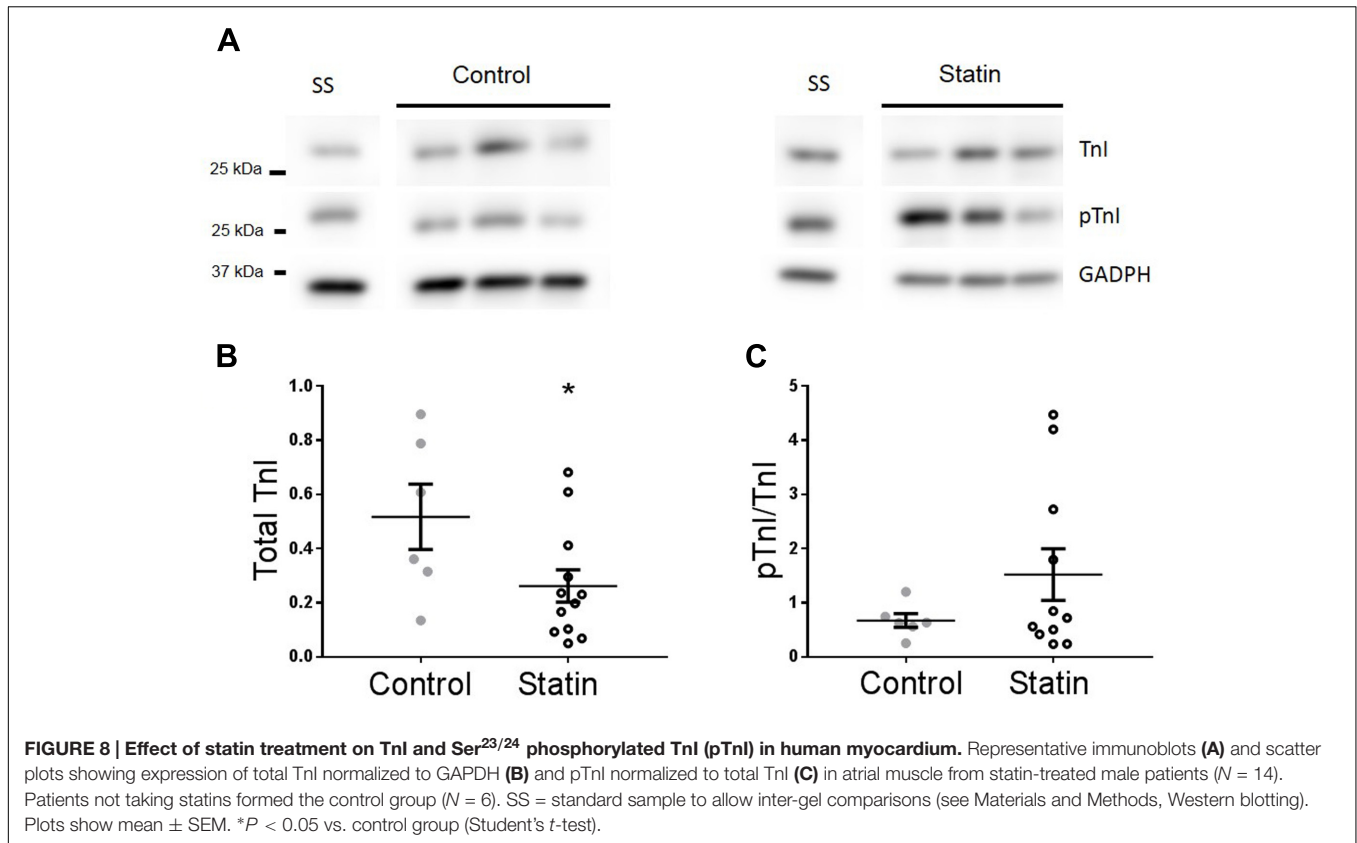 A
SS
Control
SS
Statin
TnI
25 kDa
pTnI
25 kDa
37 kDa
GADPH
B
C
1.0
0.8
0.6
0.4
0.2
0.0
Total TnI
Control
Statin
*
5
4
3
2
1
0
pTnI/TnI
Control
Statin
FIGURE 8 | Effect of statin treatment on TnI and Ser23/24 phosphorylated TnI (pTnI) in human myocardium. Representative immunoblots (A) and scatter
plots showing expression of total TnI normalized to GAPDH (B) and pTnI normalized to total TnI (C) in atrial muscle from statin-treated male patients (N = 14).
Patients not taking statins formed the control group (N = 6). SS = standard sample to allow inter-gel comparisons (see Materials and Methods, Western blotting).
Plots show mean ± SEM. *P < 0.05 vs. control group (Student's t-test).